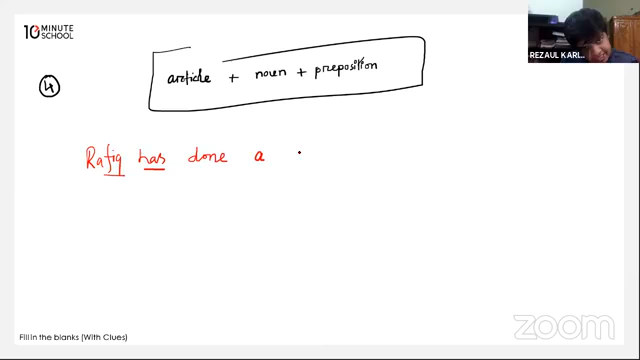 10 MINUTE
SCHOOL
REZAUL KARI...
article + noun + preposition
4
Rafiq has done a
Fill in the blanks (With Clues)
zoom